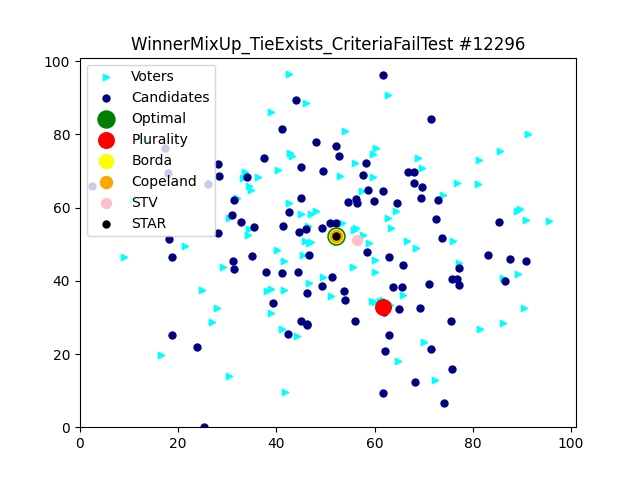 WinnerMixUp_TieExists_CriteriaFailTest #12296
100
80
60
40
20
0
0
20
40
60
80
100
Voters
Candidates
Optimal
Plurality
Borda
Copeland
STV
STAR